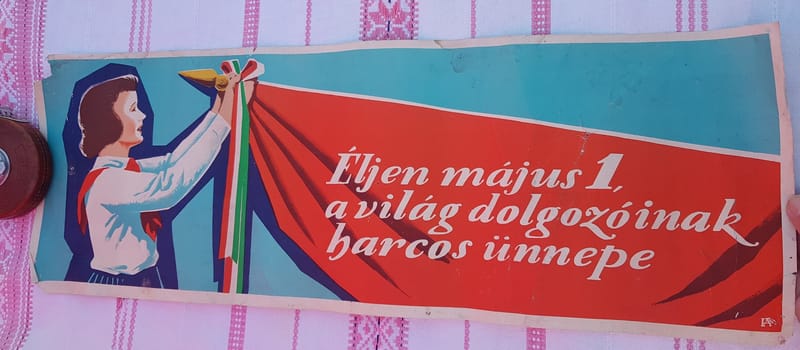 Éljen május 1,
a világ dolgozóinak
harcos ünnepe